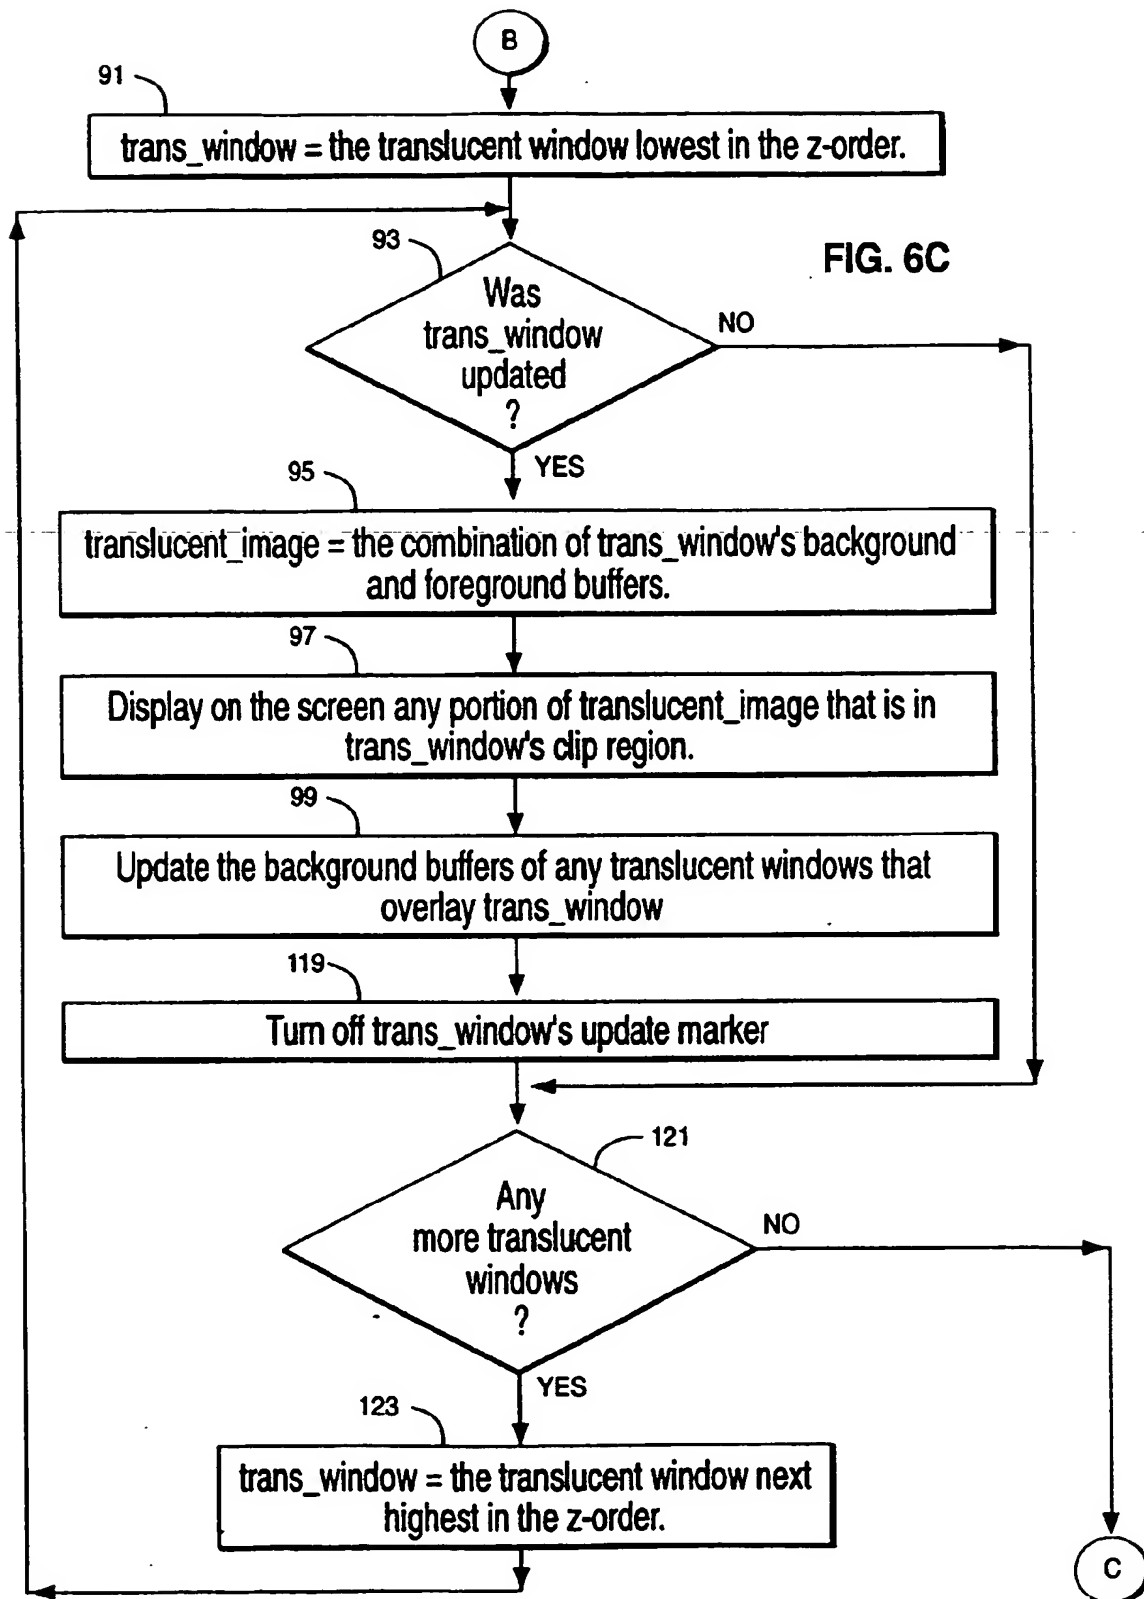 B
91
trans_window = the translucent window lowest in the z-order.
93
FIG. 6C
Was
trans_window
updated
?
NO
YES
95
translucent_image = the combination of trans_window's background
and foreground buffers.
97
Display on the screen any portion of translucent_image that is in
trans_window's clip region.
99
Update the background buffers of any translucent windows that
overlay trans_window
119
Turn off trans_window's update marker
121
Any
more translucent
windows
?
NO
YES
123
trans_window = the translucent window next
highest in the z-order.
C